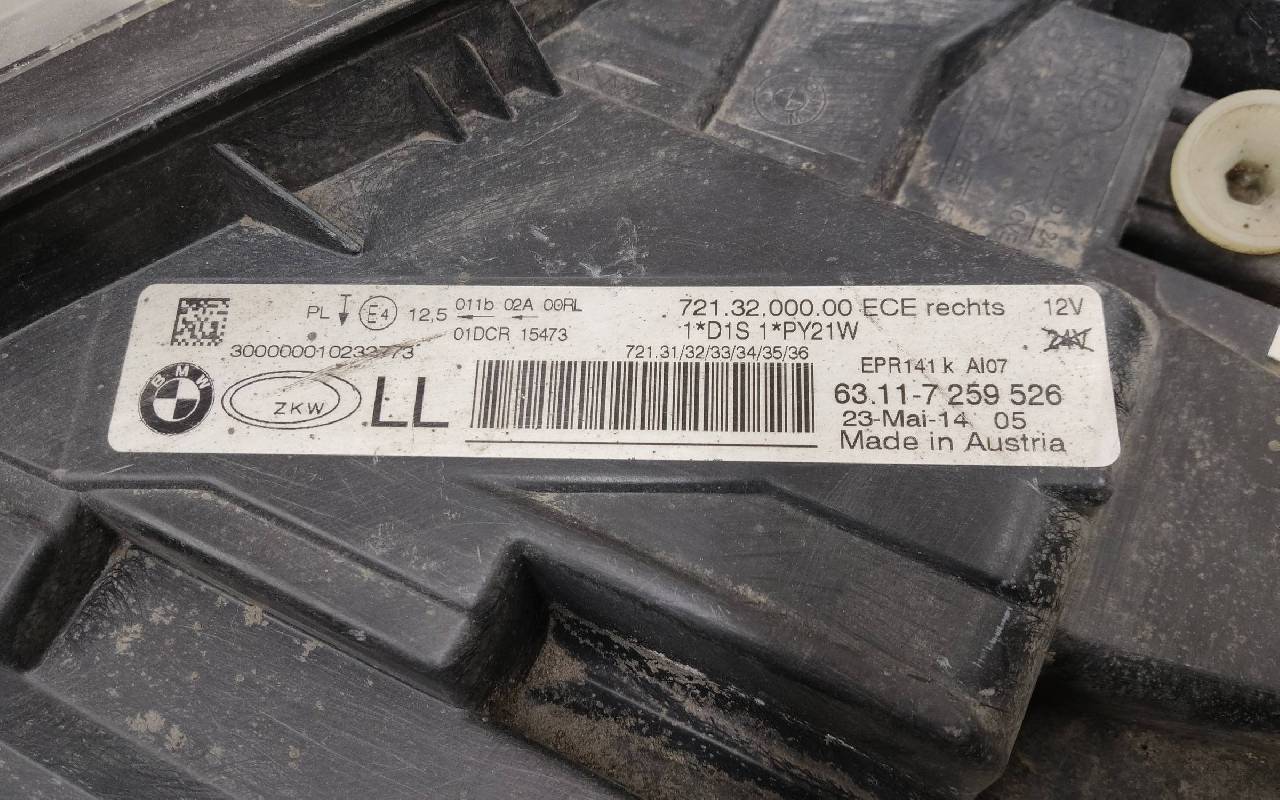 PL E4 12,5 011b 02A 00RL
01DCR 15473
721.32.000.00 ECE rechts 12V
1*D1S 1*PY21W 24V
300000010233773
721.31/32/33/34/35/36
EPR141 k AI07
BMW ZKW LL
63.11-7 259 526
23-Mai-14 05
Made in Austria